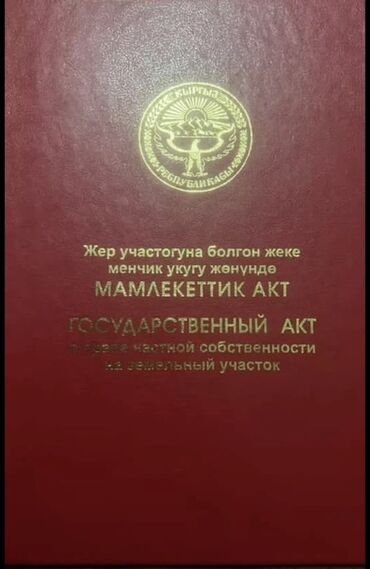 КЫРГЫЗ
РЕСПУБЛИКАСЫ
Жер участогуна болгон жеке
менчик укугу жөнүндө
МАМЛЕКЕТТИК АКТ
ГОСУДАРСТВЕННЫЙ АКТ
о праве частной собственности
на земельный участок